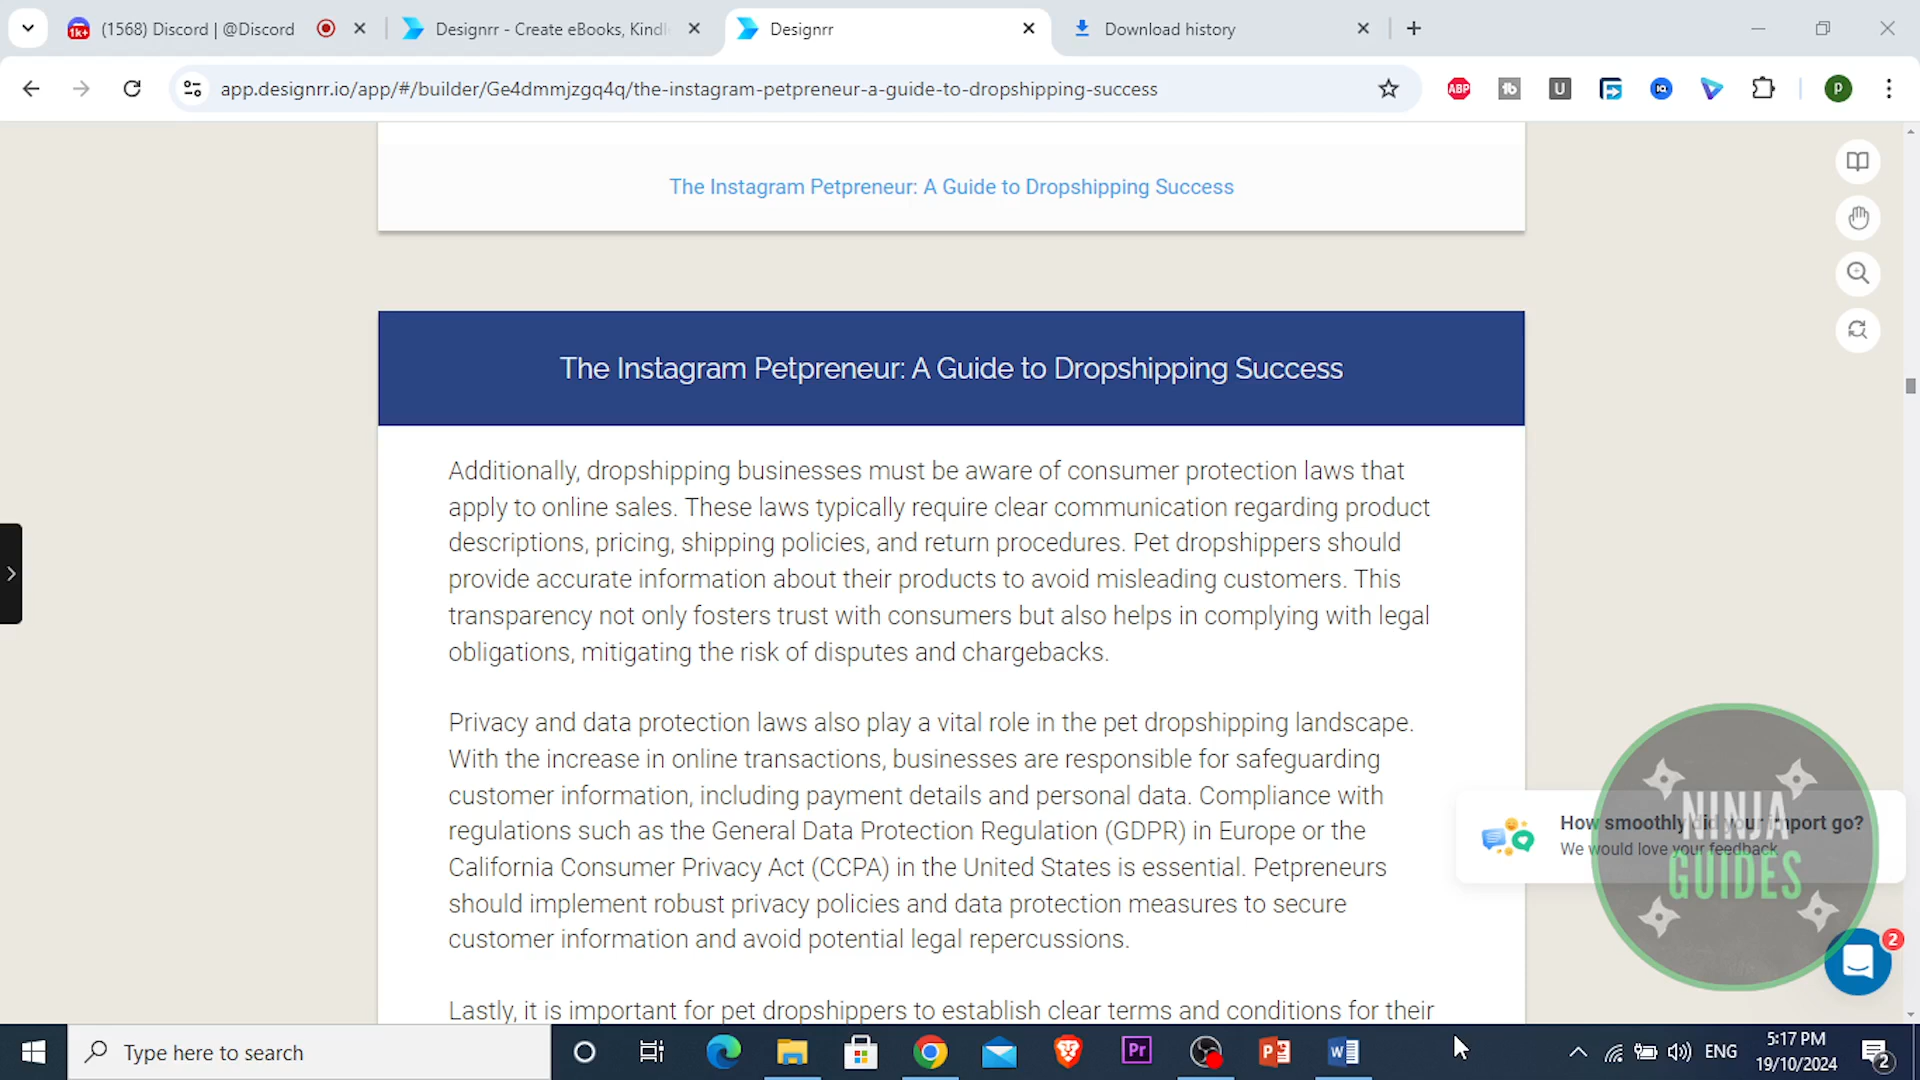 (1568) Discord | @Discord
Designrr - Create eBooks, Kindl
Designrr
Download history
app.designrr.io/app/#/builder/Ge4dmmjzgq4q/the-instagram-petpreneur-a-guide-to-dropshipping-success
The Instagram Petpreneur: A Guide to Dropshipping Success
The Instagram Petpreneur: A Guide to Dropshipping Success
Additionally, dropshipping businesses must be aware of consumer protection laws that
apply to online sales. These laws typically require clear communication regarding product
descriptions, pricing, shipping policies, and return procedures. Pet dropshippers should
provide accurate information about their products to avoid misleading customers. This
transparency not only fosters trust with consumers but also helps in complying with legal
obligations, mitigating the risk of disputes and chargebacks.
Privacy and data protection laws also play a vital role in the pet dropshipping landscape.
With the increase in online transactions, businesses are responsible for safeguarding
customer information, including payment details and personal data. Compliance with
regulations such as the General Data Protection Regulation (GDPR) in Europe or the
California Consumer Privacy Act (CCPA) in the United States is essential. Petpreneurs
should implement robust privacy policies and data protection measures to secure
customer information and avoid potential legal repercussions.
Lastly, it is important for pet dropshippers to establish clear terms and conditions for their
How smoothly did your import go?
We would love your feedback
NINJA
GUIDES
2
Type here to search
ENG
5:17 PM
19/10/2024
2